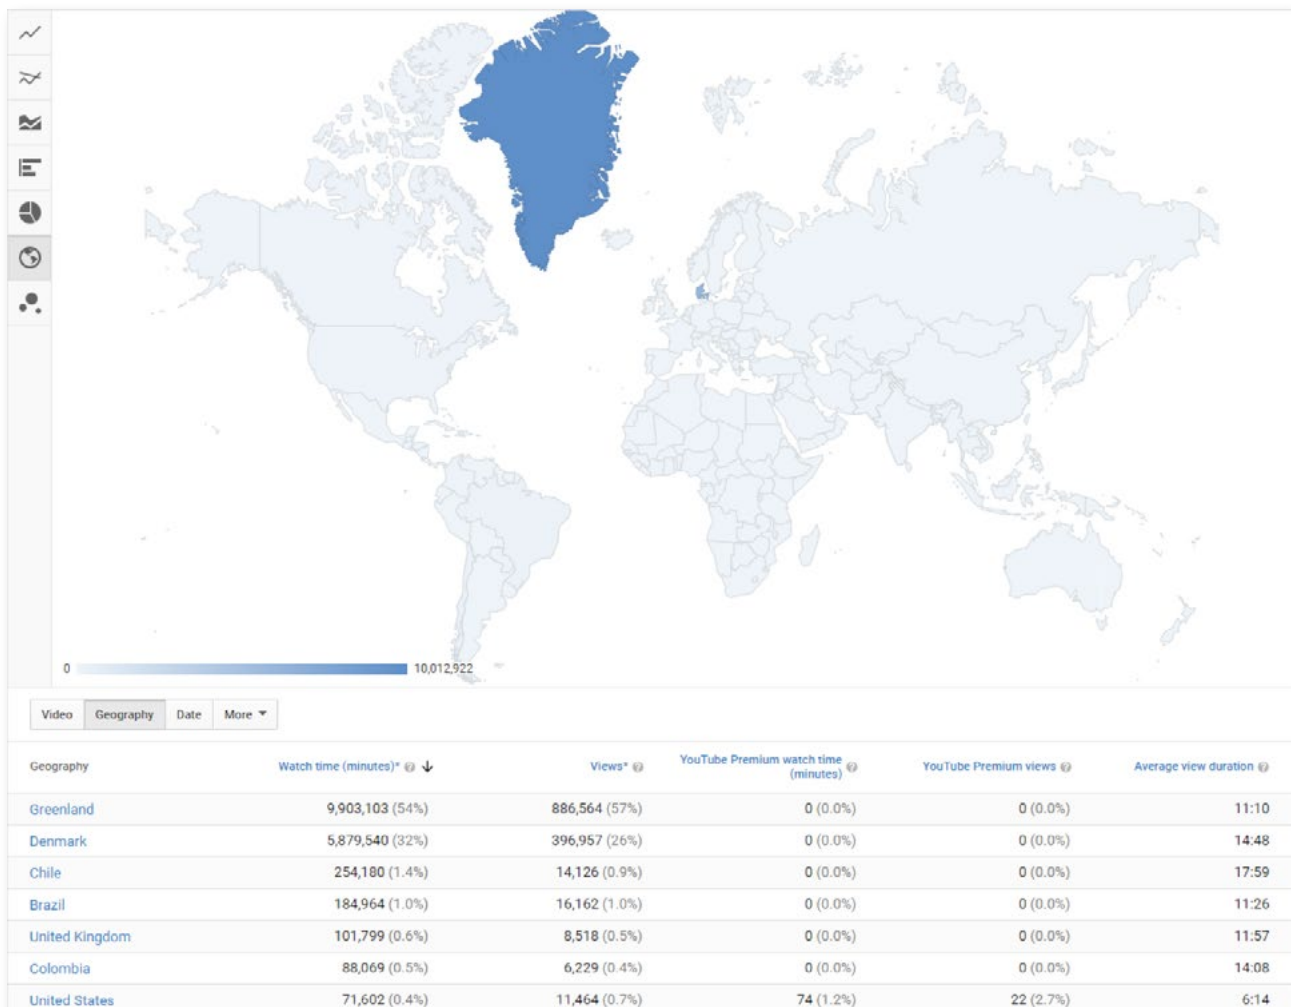 0 10,012,922
Video Geography Date More
Geography Watch time (minutes)* Views* YouTube Premium watch time (minutes) YouTube Premium views Average view duration
Greenland 9,903,103 (54%) 886,564 (57%) 0 (0.0%) 0 (0.0%) 11:10
Denmark 5,879,540 (32%) 396,957 (26%) 0 (0.0%) 0 (0.0%) 14:48
Chile 254,180 (1.4%) 14,126 (0.9%) 0 (0.0%) 0 (0.0%) 17:59
Brazil 184,964 (1.0%) 16,162 (1.0%) 0 (0.0%) 0 (0.0%) 11:26
United Kingdom 101,799 (0.6%) 8,518 (0.5%) 0 (0.0%) 0 (0.0%) 11:57
Colombia 88,069 (0.5%) 6,229 (0.4%) 0 (0.0%) 0 (0.0%) 14:08
United States 71,602 (0.4%) 11,464 (0.7%) 74 (1.2%) 22 (2.7%) 6:14